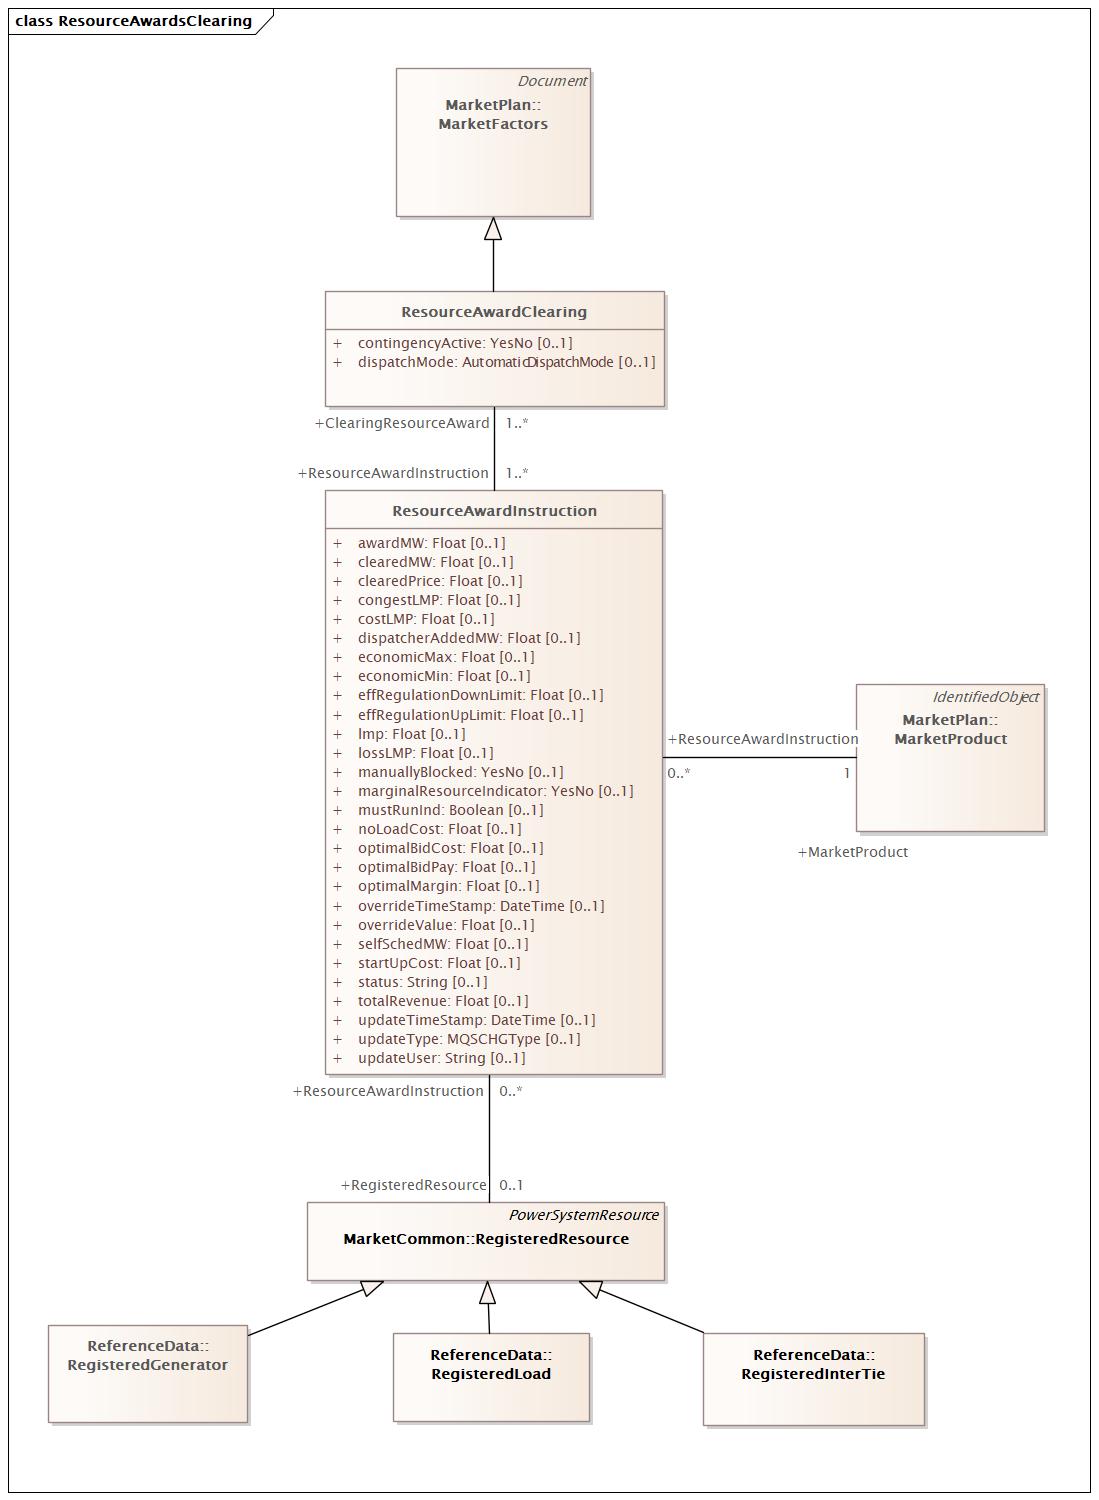 class ResourceAwardsClearing
Document
MarketPlan::
MarketFactors
ResourceAwardClearing
+ contingencyActive: YesNo [0..1]
+ dispatchMode: AutomaticDispatchMode [0..1]
+ClearingResourceAward 1..*
+ResourceAwardInstruction 1..*
ResourceAwardInstruction
+ awardMW: Float [0..1]
+ clearedMW: Float [0..1]
+ clearedPrice: Float [0..1]
+ congestLMP: Float [0..1]
+ costLMP: Float [0..1]
+ dispatcherAddedMW: Float [0..1]
+ economicMax: Float [0..1]
+ economicMin: Float [0..1]
+ effRegulationDownLimit: Float [0..1]
+ effRegulationUpLimit: Float [0..1]
+ lmp: Float [0..1]
+ lossLMP: Float [0..1]
+ manuallyBlocked: YesNo [0..1]
+ marginalResourceIndicator: YesNo [0..1]
+ mustRunInd: Boolean [0..1]
+ noLoadCost: Float [0..1]
+ optimalBidCost: Float [0..1]
+ optimalBidPay: Float [0..1]
+ optimalMargin: Float [0..1]
+ overrideTimeStamp: DateTime [0..1]
+ overrideValue: Float [0..1]
+ selfSchedMW: Float [0..1]
+ startUpCost: Float [0..1]
+ status: String [0..1]
+ totalRevenue: Float [0..1]
+ updateTimeStamp: DateTime [0..1]
+ updateType: MQSCHGType [0..1]
+ updateUser: String [0..1]
IdentifiedObject
MarketPlan::
MarketProduct
+ResourceAwardInstruction
0..* 1
+MarketProduct
+ResourceAwardInstruction 0..*
+RegisteredResource 0..1
PowerSystemResource
MarketCommon::RegisteredResource
ReferenceData::
RegisteredGenerator
ReferenceData::
RegisteredLoad
ReferenceData::
RegisteredInterTie